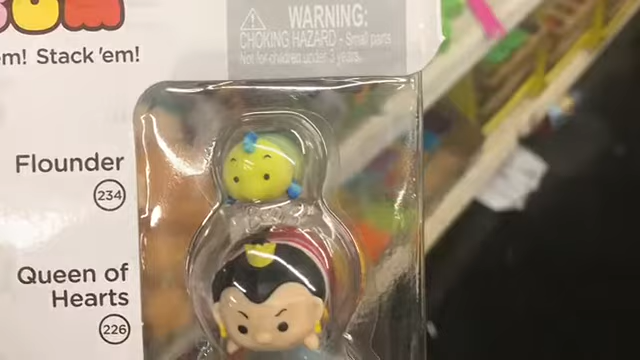 WARNING:
CHOKING HAZARD - Small parts
Not for children under 3 years.
em! Stack 'em!
Flounder
234
Queen of
Hearts
226